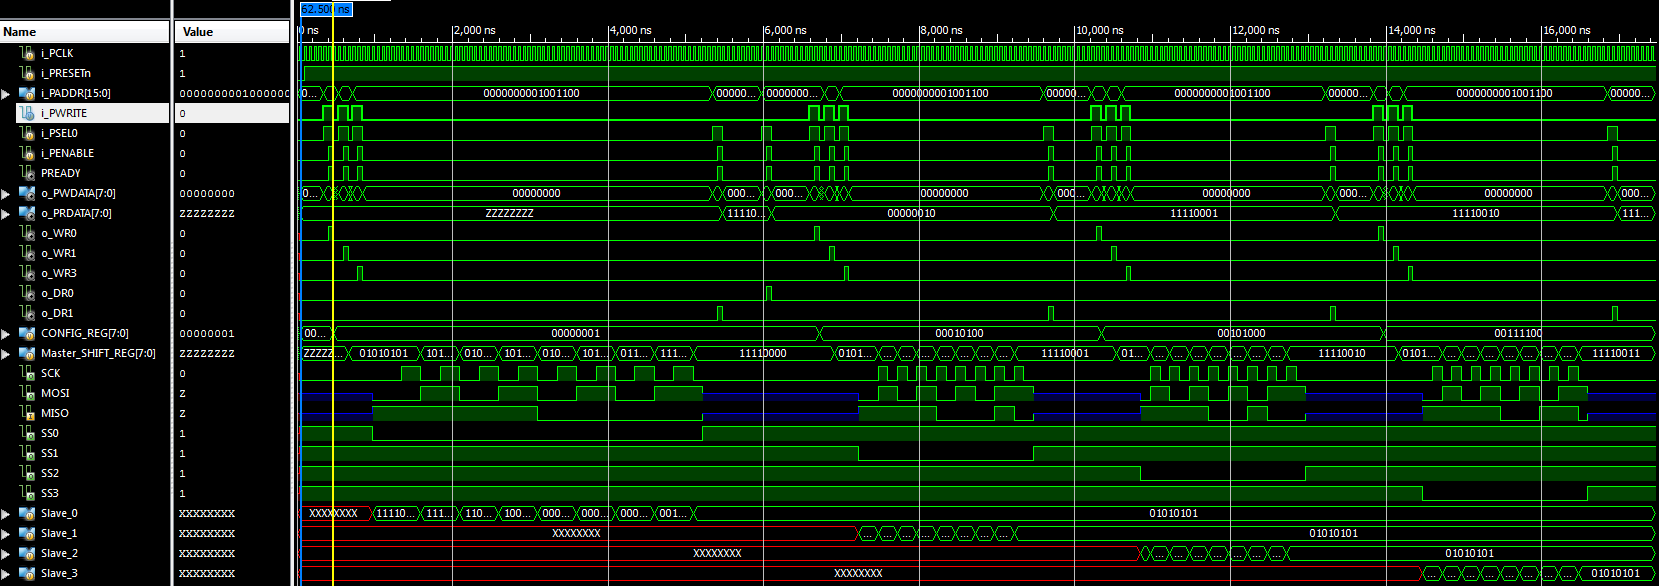 62.500 ns
Name Value 0 ns 2,000 ns 4,000 ns 6,000 ns 8,000 ns 10,000 ns 12,000 ns 14,000 ns 16,000 ns
i_PCLK 1
i_PRESETn 1
i_PADDR[15:0] 0000000001000000 0... 0000000001001100 00000... 00000000... 0000000001001100 00000... 0000000001001100 00000... 0000000001001100 00000...
i_PWRITE 0
i_PSEL0 0
i_PENABLE 0
PREADY 0
o_PWDATA[7:0] 00000000 0... 00000000 000... 000... 00000000 000... 00000000 000... 00000000 000...
o_PRDATA[7:0] ZZZZZZZZ ZZZZZZZZ 11110... 00000010 11110001 11110010 111...
o_WR0 0
o_WR1 0
o_WR3 0
o_DR0 0
o_DR1 0
CONFIG_REG[7:0] 00000001 00... 00000001 00010100 00101000 00111100
Master_SHIFT_REG[7:0] ZZZZZZZZ ZZZZZ... 01010101 101... 010... 101... 010... 101... 011... 111... 11110000 0101... ... ... ... ... ... ... ... 11110001 01... ... ... ... ... ... ... ... 11110010 0101... ... ... ... ... ... ... ... 11110011
SCK 0
MOSI Z
MISO Z
SS0 1
SS1 1
SS2 1
SS3 1
Slave_0 XXXXXXXX XXXXXXXX 11110... 111... 110... 100... 000... 000... 000... 001... 01010101
Slave_1 XXXXXXXX XXXXXXXX ... ... ... ... ... ... ... ... 01010101
Slave_2 XXXXXXXX XXXXXXXX ... ... ... ... ... ... ... 01010101
Slave_3 XXXXXXXX XXXXXXXX ... ... ... ... ... ... ... ... 01010101